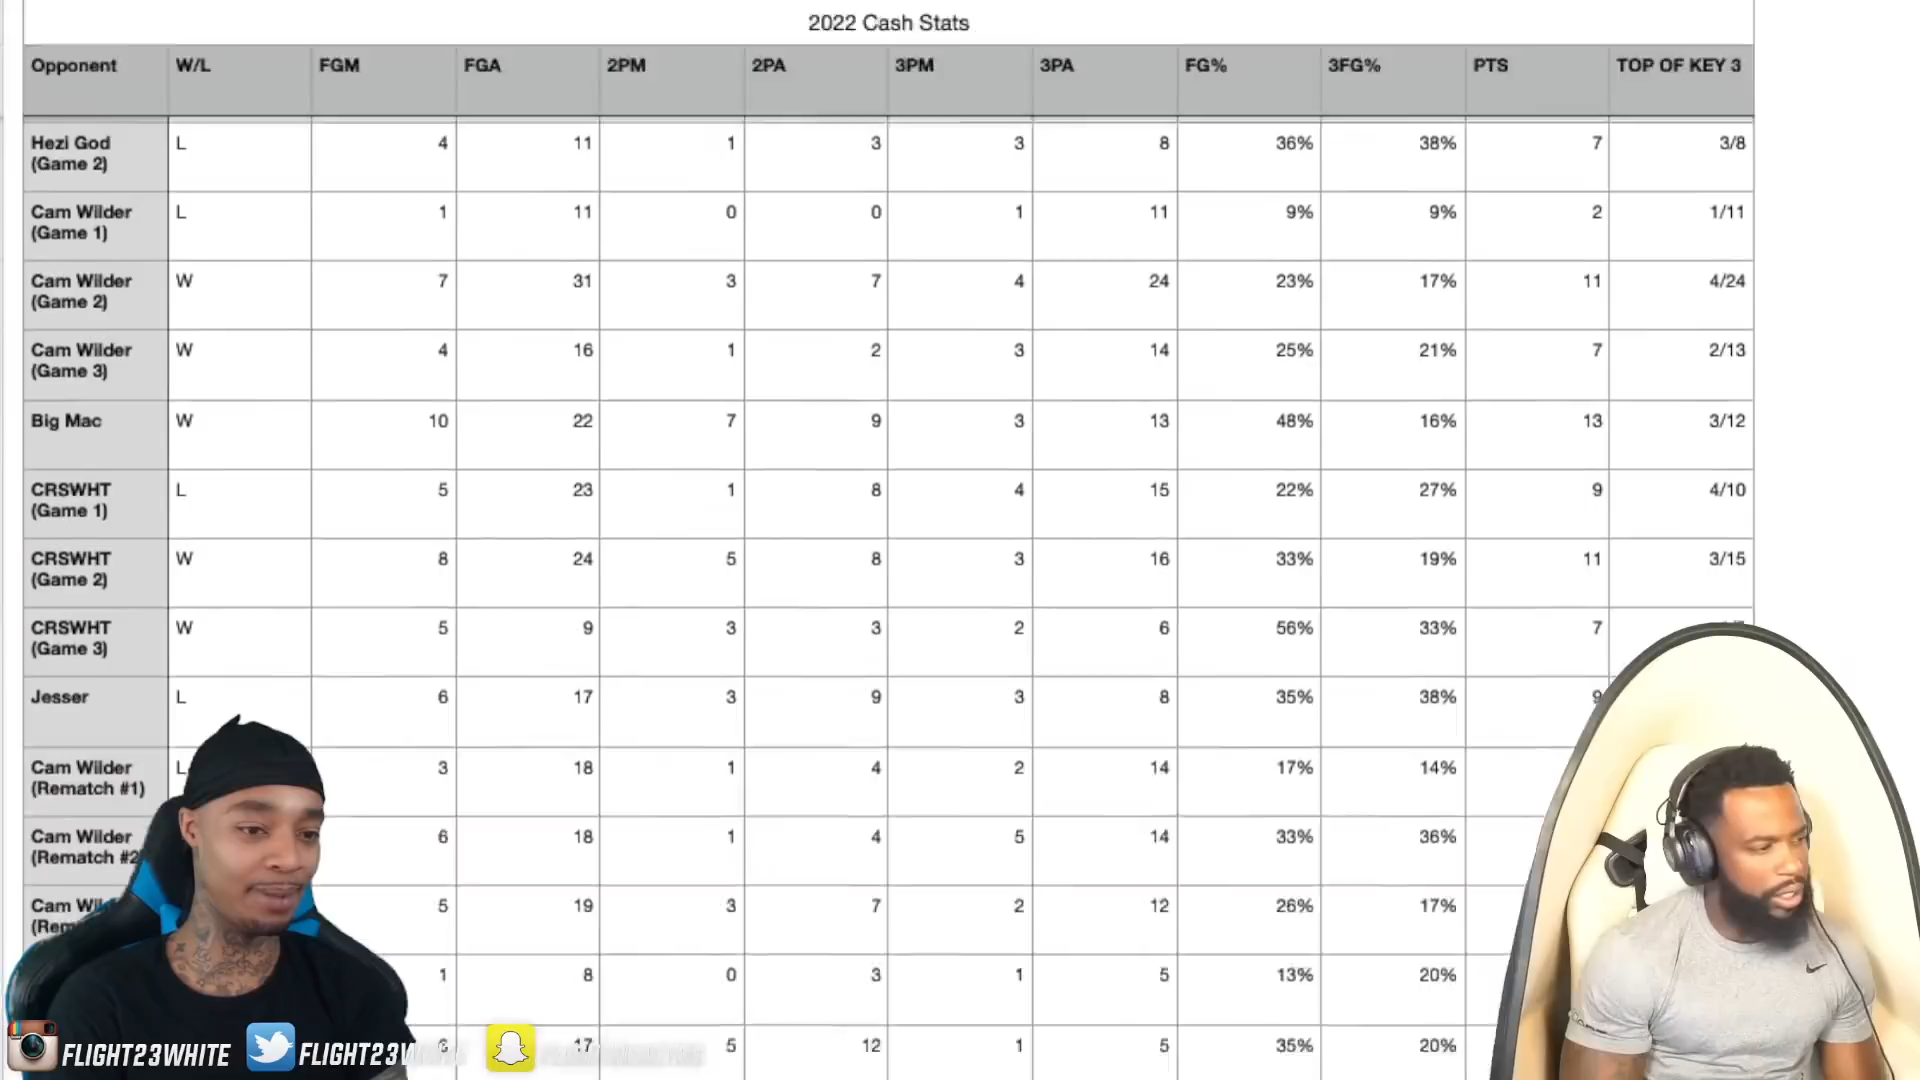 2022 Cash Stats
Opponent W/L FGM FGA 2PM 2PA 3PM 3PA FG% 3FG% PTS TOP OF KEY 3
Hezi God (Game 2) L 4 11 1 3 3 8 36% 38% 7 3/8
Cam Wilder (Game 1) L 1 11 0 0 1 11 9% 9% 2 1/11
Cam Wilder (Game 2) W 7 31 3 7 4 24 23% 17% 11 4/24
Cam Wilder (Game 3) W 4 16 1 2 3 14 25% 21% 7 2/13
Big Mac W 10 22 7 9 3 13 48% 16% 13 3/12
CRSWHT (Game 1) L 5 23 1 8 4 15 22% 27% 9 4/10
CRSWHT (Game 2) W 8 24 5 8 3 16 33% 19% 11 3/15
CRSWHT (Game 3) W 5 9 3 3 2 6 56% 33% 7
Jesser L 6 17 3 9 3 8 35% 38% 9
Cam Wilder (Rematch #1) L 3 18 1 4 2 14 17% 14%
Cam Wilder (Rematch #2 6 18 1 4 5 14 33% 36%
Cam 5 19 3 7 2 12 26% 17%
1 8 0 3 1 5 13% 20%
17 5 12 1 5 35% 20%
FLIGHT23WHITE FLIGHT23